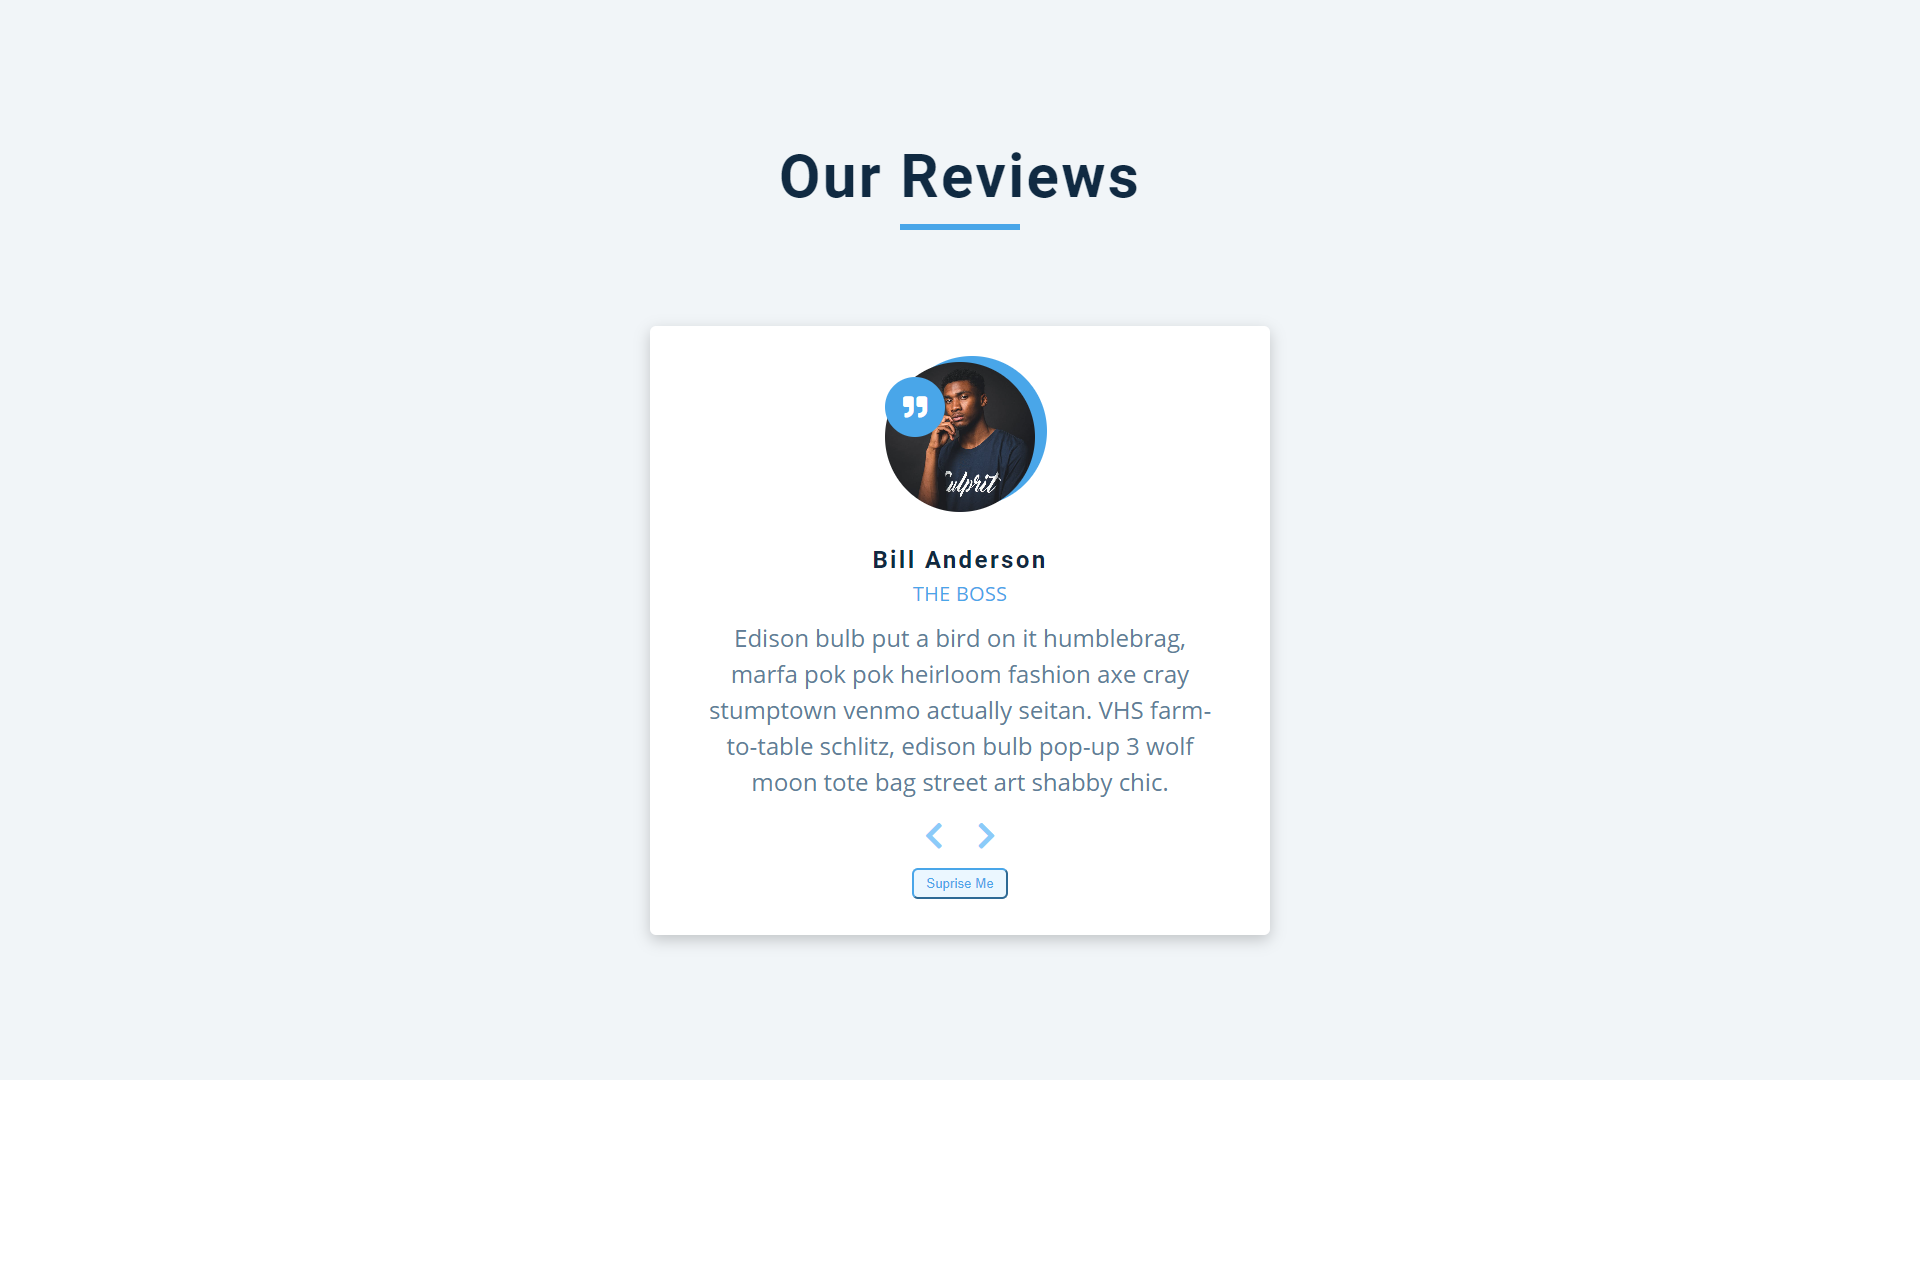 Our Reviews
ulprit
Bill Anderson
THE BOSS
Edison bulb put a bird on it humblebrag,
marfa pok pok heirloom fashion axe cray
stumptown venmo actually seitan. VHS farm-
to-table schlitz, edison bulb pop-up 3 wolf
moon tote bag street art shabby chic.
Suprise Me